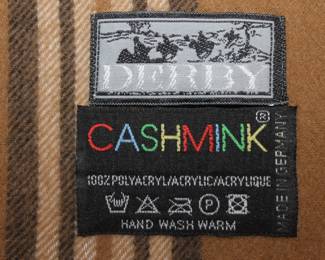 DERBY
CASHMINK®
100% POLYACRYL/ACRYLIC/ACRYLIQUE
P
HAND WASH WARM
MADE IN GERMANY